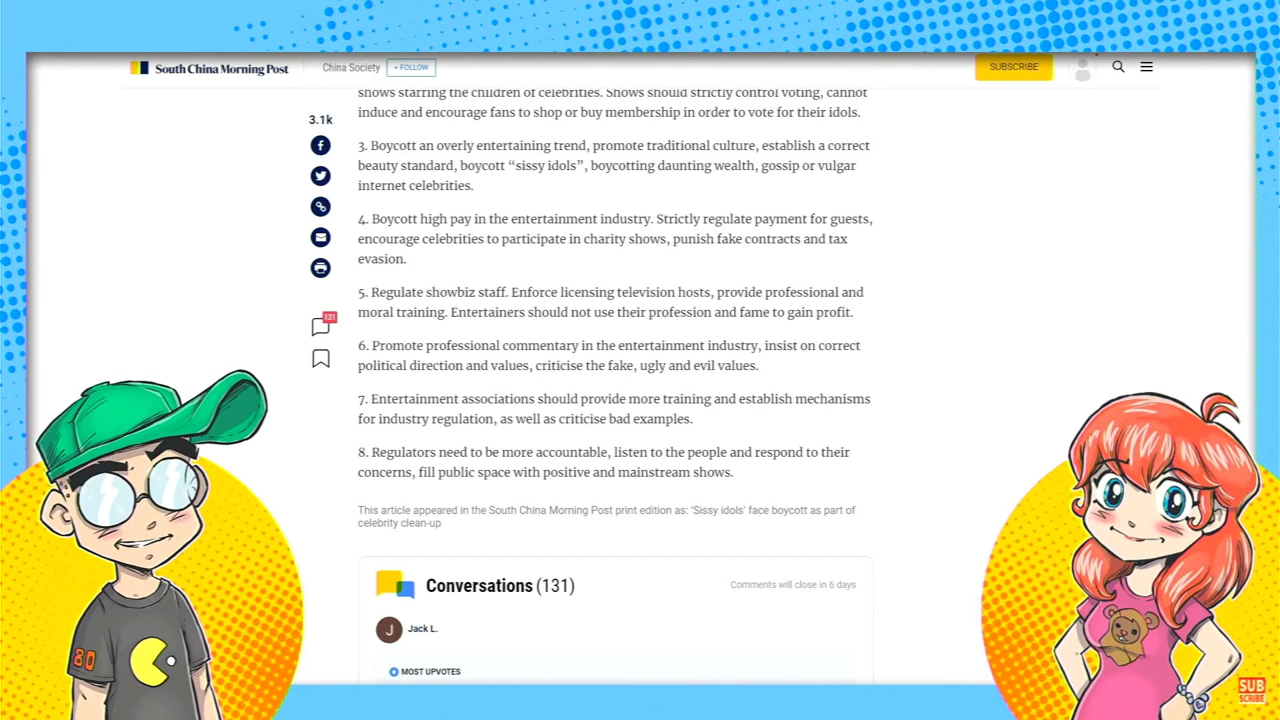 South China Morning Post
China Society
+ FOLLOW
SUBSCRIBE
shows starring the children of celebrities. Shows should strictly control voting, cannot
induce and encourage fans to shop or buy membership in order to vote for their idols.
3.1k
3. Boycott an overly entertaining trend, promote traditional culture, establish a correct
beauty standard, boycott “sissy idols”, boycotting daunting wealth, gossip or vulgar
internet celebrities.
4. Boycott high pay in the entertainment industry. Strictly regulate payment for guests,
encourage celebrities to participate in charity shows, punish fake contracts and tax
evasion.
5. Regulate showbiz staff. Enforce licensing television hosts, provide professional and
moral training. Entertainers should not use their profession and fame to gain profit.
131
6. Promote professional commentary in the entertainment industry, insist on correct
political direction and values, criticise the fake, ugly and evil values.
7. Entertainment associations should provide more training and establish mechanisms
for industry regulation, as well as criticise bad examples.
8. Regulators need to be more accountable, listen to the people and respond to their
concerns, fill public space with positive and mainstream shows.
This article appeared in the South China Morning Post print edition as: ‘Sissy idols’ face boycott as part of
celebrity clean-up
Conversations (131)
Comments will close in 6 days
J
Jack L.
MOST UPVOTES
80
SUB
SCRIBE